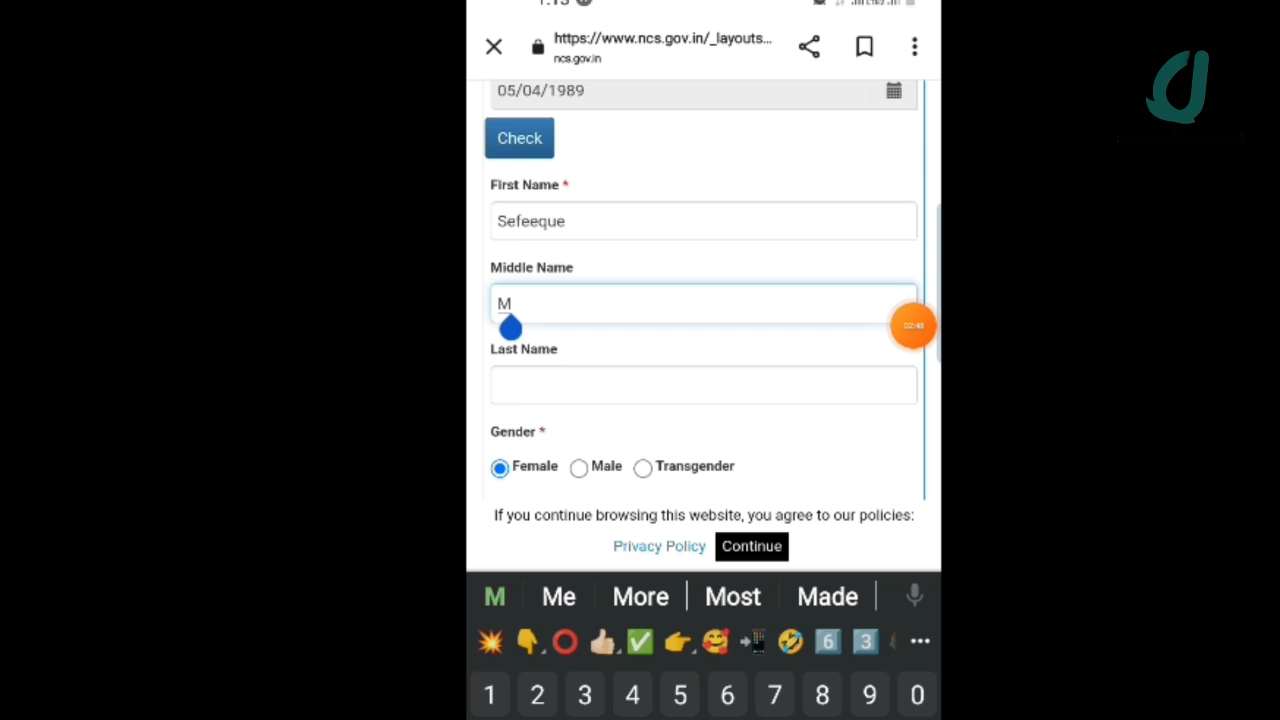 https://www.ncs.gov.in/_layouts...
ncs.gov.in
05/04/1989
Check
First Name *
Sefeeque
Middle Name
M
Last Name
Gender *
Female Male Transgender
If you continue browsing this website, you agree to our policies:
Privacy Policy Continue
M Me More Most Made
6 3
1 2 3 4 5 6 7 8 9 0